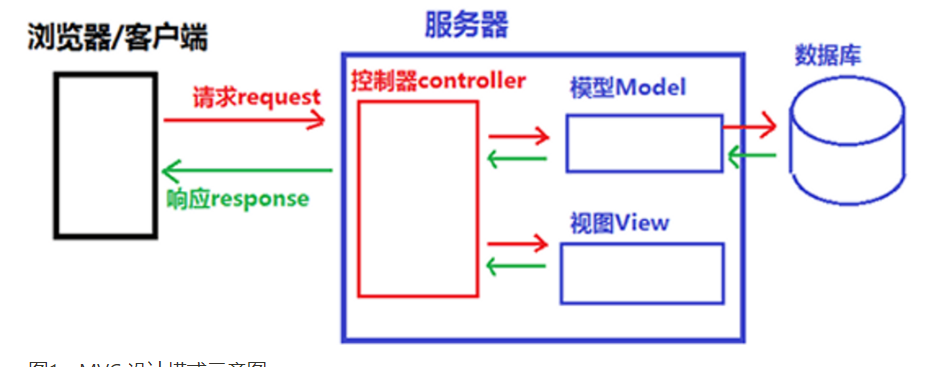 浏览器/客户端
服务器
数据库
控制器controller
模型Model
请求request
响应response
视图View